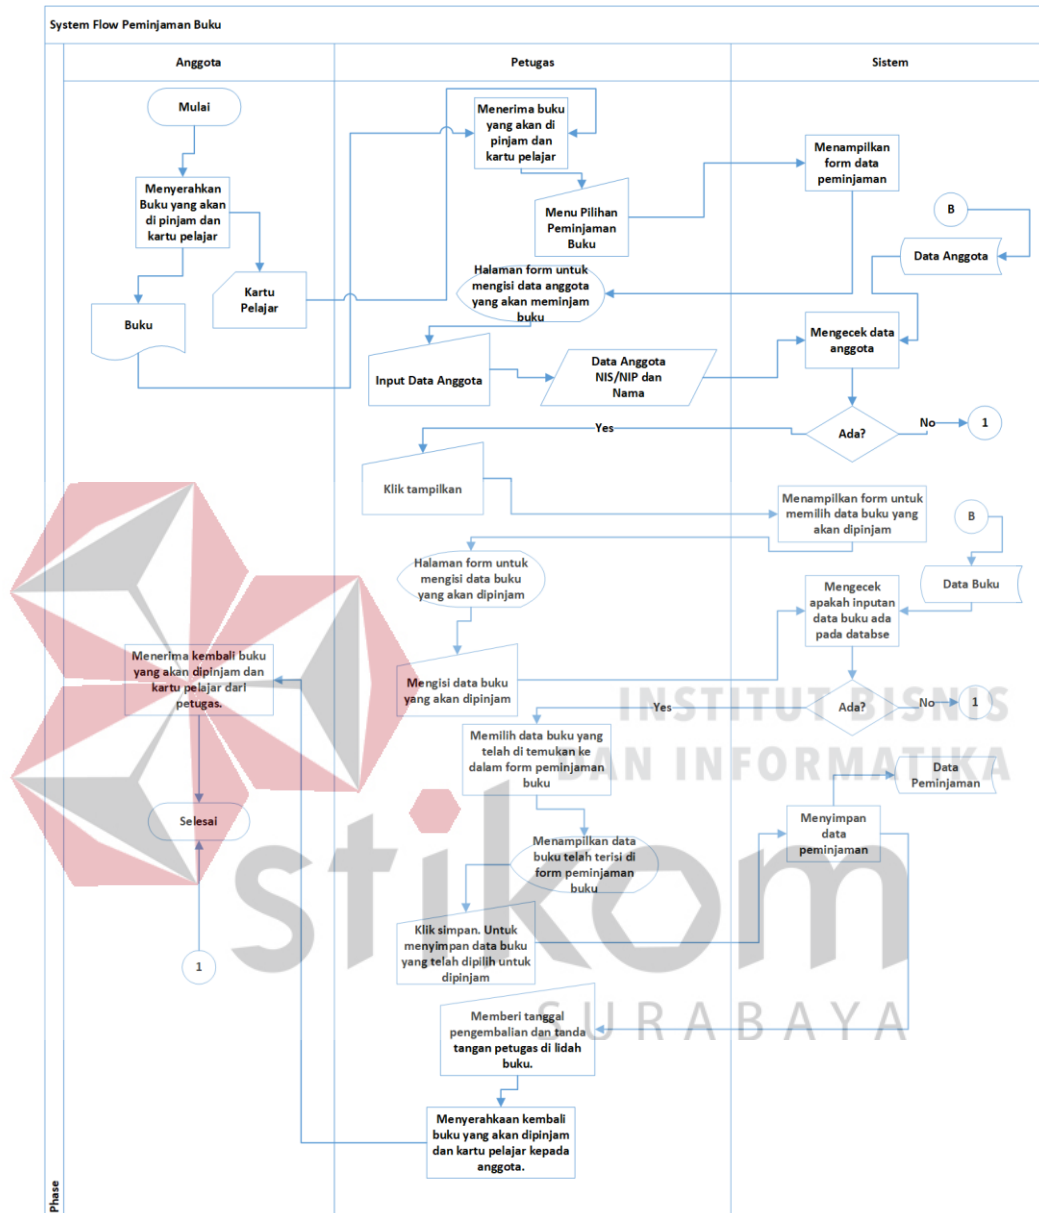 System Flow Peminjaman Buku
Anggota
Petugas
Sistem
Mulai
Menerima buku
yang akan di
pinjam dan
kartu pelajar
Menampilkan
form data
peminjaman
Menyerahkan
Buku yang akan
di pinjam dan
kartu pelajar
Menu Pilihan
Peminjaman
Buku
B
Data Anggota
Kartu
Pelajar
Halaman form untuk
mengisi data anggota
yang akan meminjam
buku
Buku
Mengecek data
anggota
Input Data Anggota
Data Anggota
NIS/NIP dan
Nama
Ada?
Yes
No
1
Klik tampilkan
Menampilkan form untuk
memilih data buku yang
akan dipinjam
B
Halaman form untuk
mengisi data buku
yang akan dipinjam
Data Buku
Mengecek
apakah inputan
data buku ada
pada databse
Menerima kembali buku
yang akan dipinjam dan
kartu pelajar dari
petugas.
Mengisi data buku
yang akan dipinjam
Ada?
Yes
No
1
INSTITUT BISNIS
DAN INFORMATIKA
Memilih data buku yang
telah di temukan ke
dalam form peminjaman
buku
Data
Peminjaman
Menyimpan
data
peminjaman
Selesai
Menampilkan data
buku telah terisi di
form peminjaman
buku
stikom
SURABAYA
Klik simpan. Untuk
menyimpan data buku
yang telah dipilih untuk
dipinjam
1
Memberi tanggal
pengembalian dan tanda
tangan petugas di lidah
buku.
Menyerahkaan kembali
buku yang akan dipinjam
dan kartu pelajar kepada
anggota.
Phase